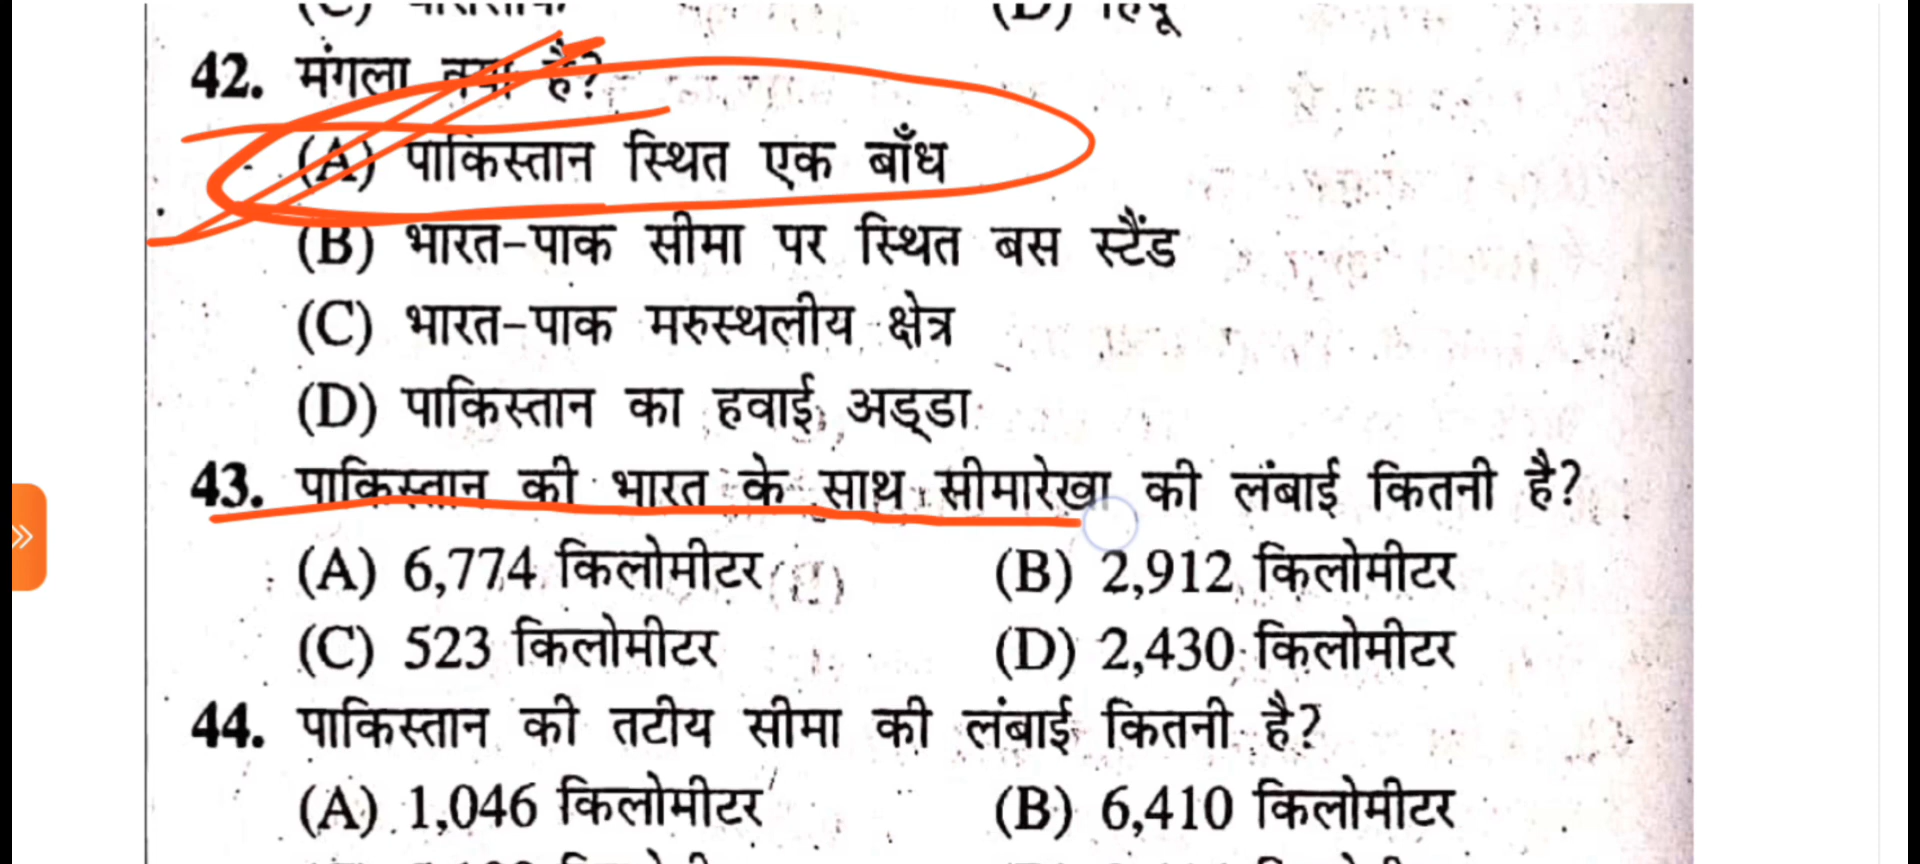 42. मंगला क्या है?
(A) पाकिस्तान स्थित एक बाँध
(B) भारत-पाक सीमा पर स्थित बस स्टैंड
(C) भारत-पाक मरुस्थलीय क्षेत्र
(D) पाकिस्तान का हवाई अड्डा
43. पाकिस्तान की भारत के साथ सीमारेखा की लंबाई कितनी है?
(A) 6,774 किलोमीटर (B) 2,912 किलोमीटर
(C) 523 किलोमीटर (D) 2,430 किलोमीटर
44. पाकिस्तान की तटीय सीमा की लंबाई कितनी है?
(A) 1,046 किलोमीटर (B) 6,410 किलोमीटर